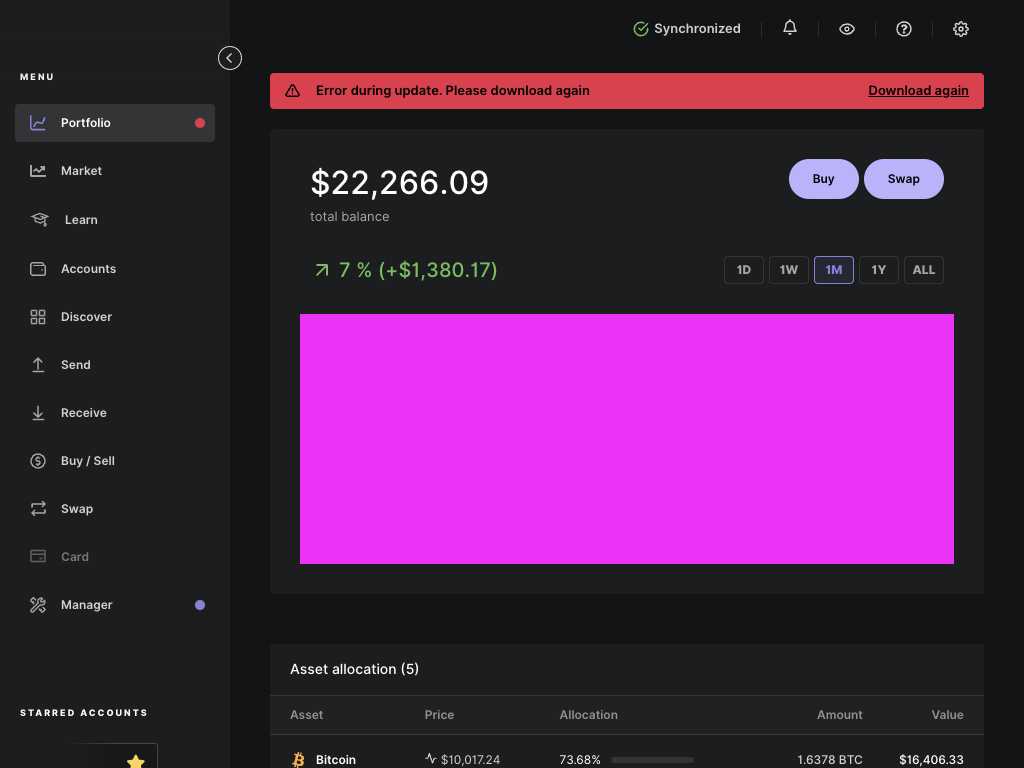 Synchronized
MENU
Error during update. Please download again
Download again
Portfolio
Market
Learn
Accounts
Discover
Send
Receive
Buy / Sell
Swap
Card
Manager
STARRED ACCOUNTS
$22,266.09
total balance
Buy
Swap
7 % (+$1,380.17)
1D
1W
1M
1Y
ALL
Asset allocation (5)
Asset Price Allocation Amount Value
Bitcoin $10,017.24 73.68% 1.6378 BTC $16,406.33